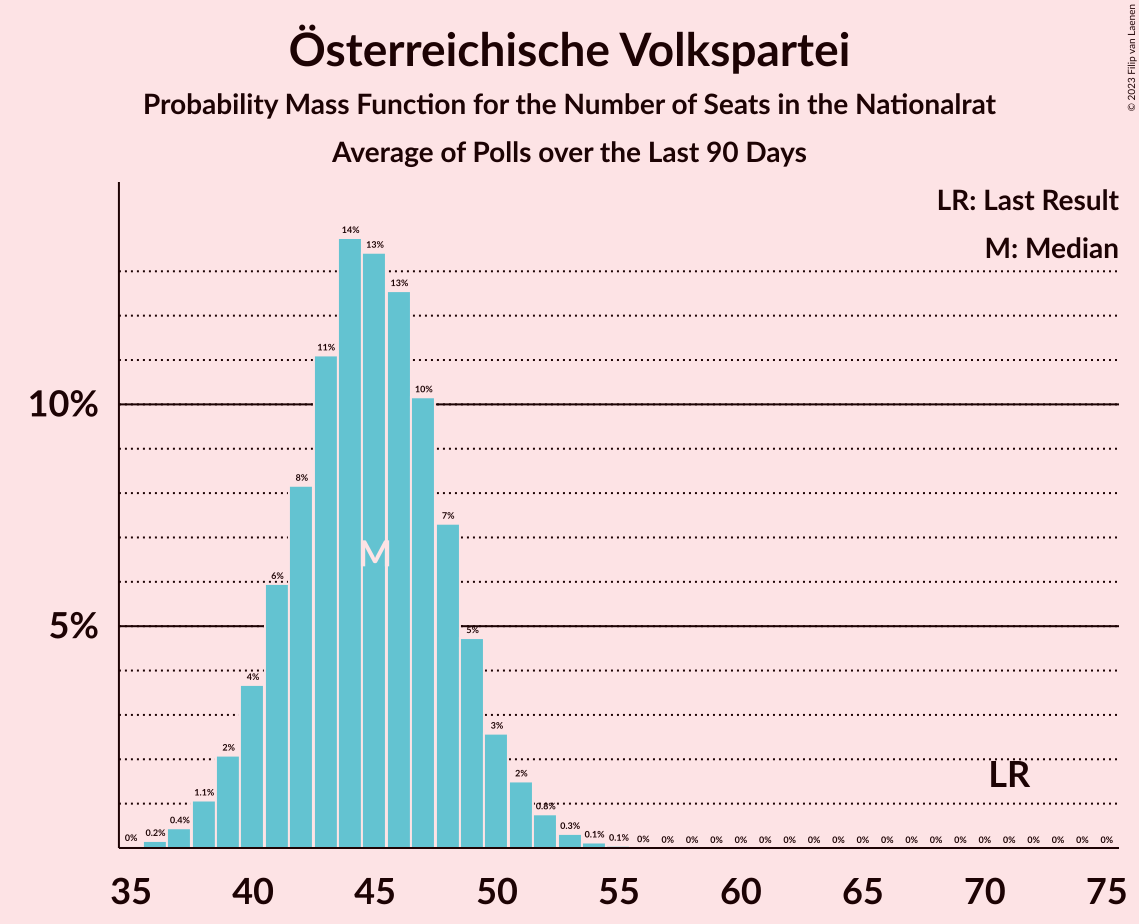 Österreichische Volkspartei
Probability Mass Function for the Number of Seats in the Nationalrat
Average of Polls over the Last 90 Days
© 2023 Filip van Laenen
LR: Last Result
M: Median
10%
5%
0% 0.2% 0.4% 1.1% 2% 4% 6% 8% 11% 14% 13% 13% 10% 7% 5% 3% 2% 0.8% 0.3% 0.1% 0.1% 0% 0% 0% 0% 0% 0% 0% 0% 0% 0% 0% 0% 0% 0% 0% 0% 0% 0% 0% 0%
M
LR
35 40 45 50 55 60 65 70 75